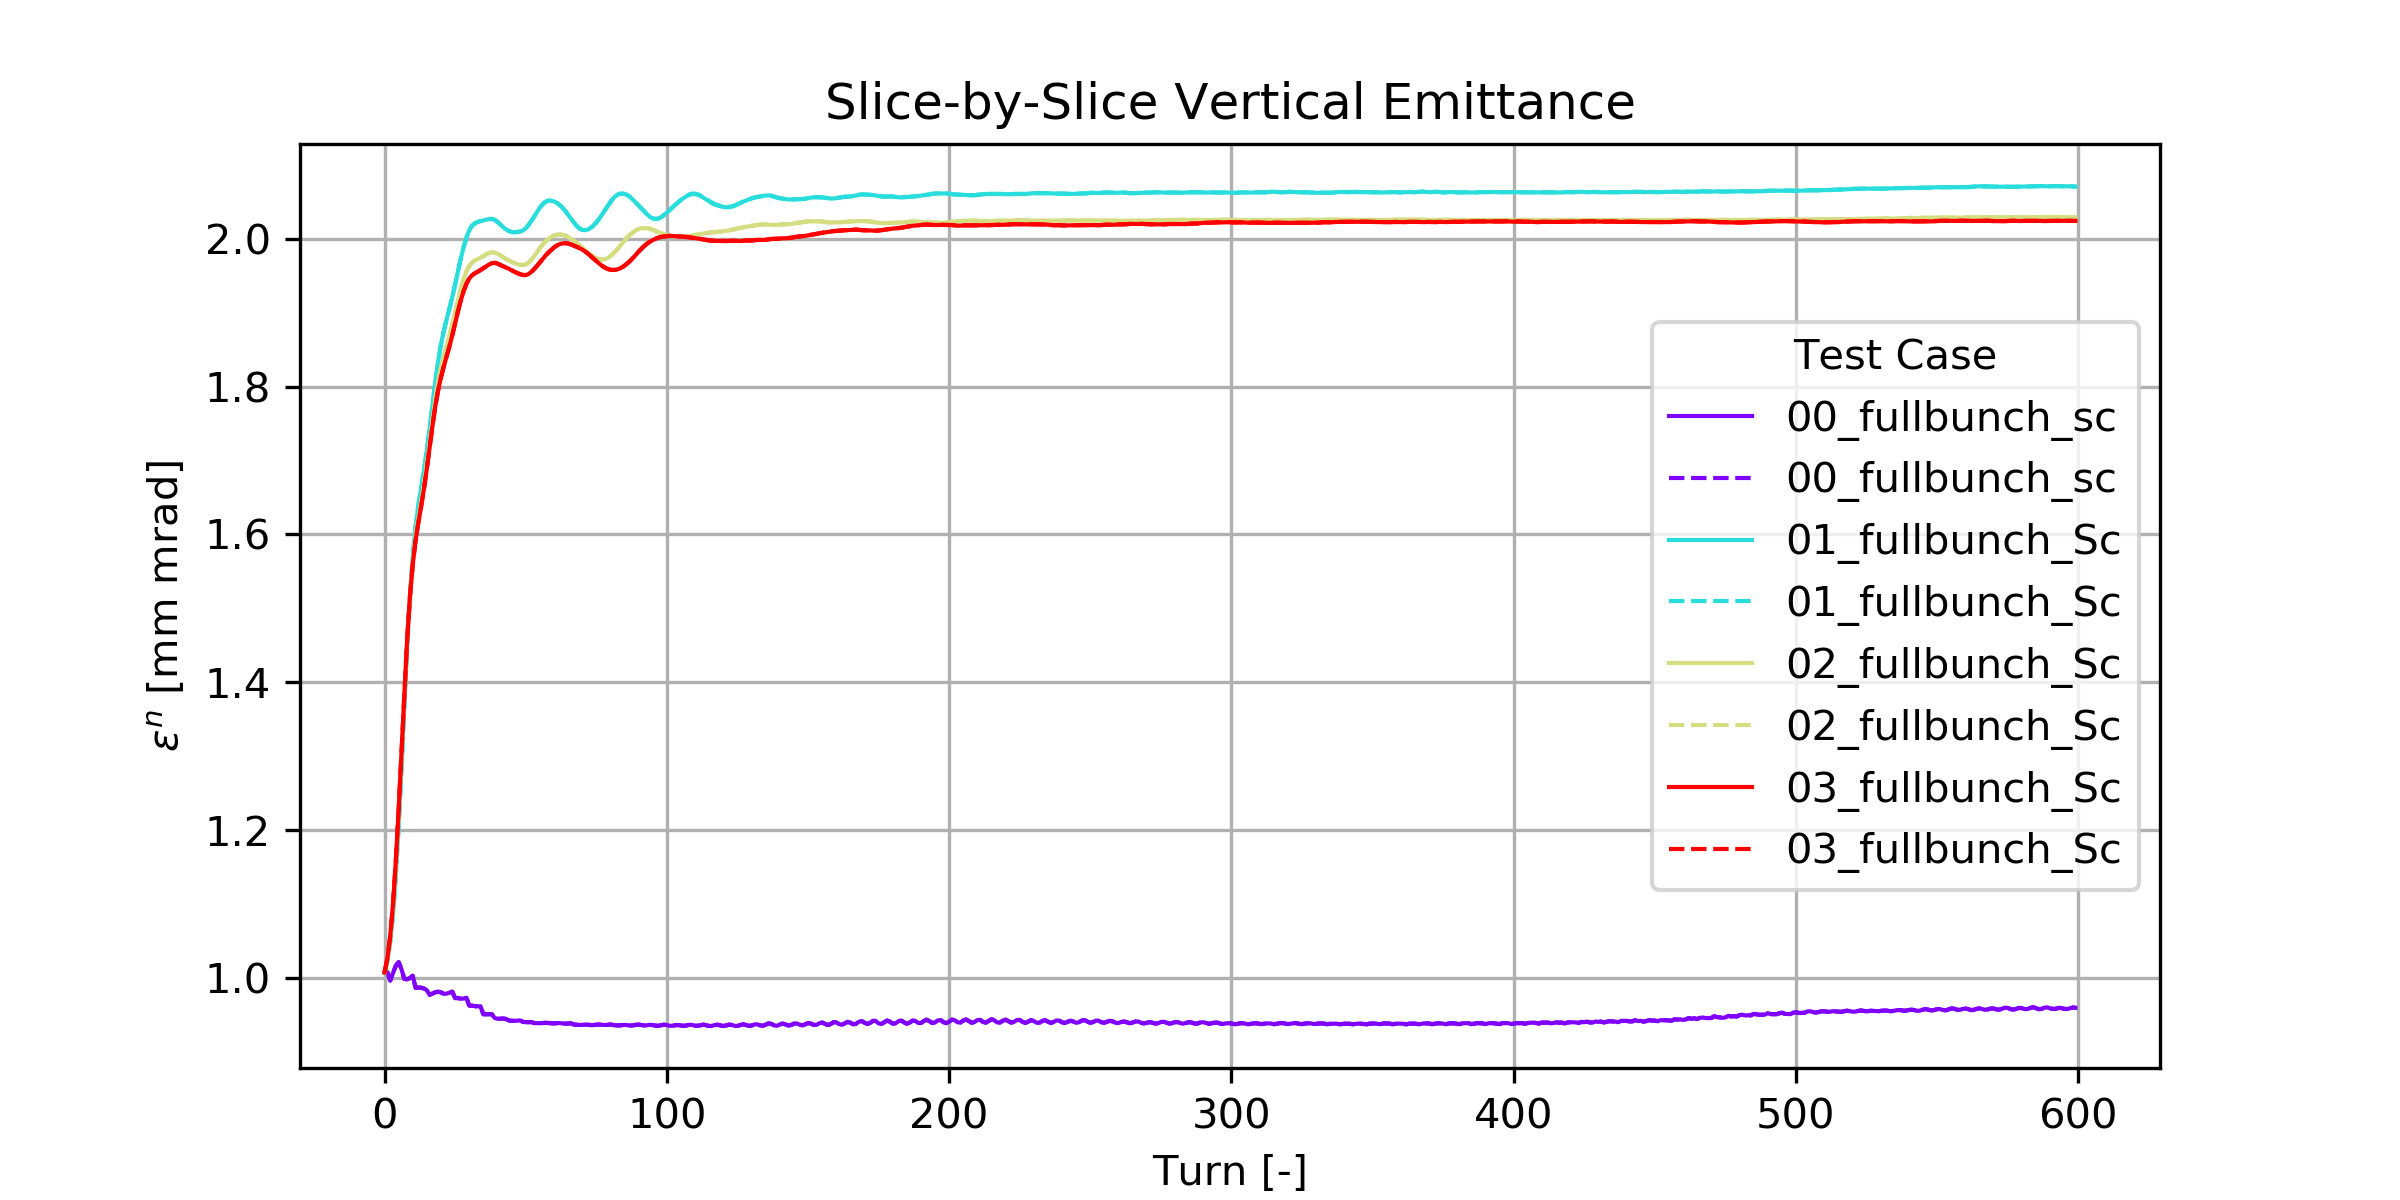 Slice-by-Slice Vertical Emittance
εⁿ [mm mrad]
2.0
1.8
1.6
1.4
1.2
1.0
Test Case
00_fullbunch_sc
00_fullbunch_sc
01_fullbunch_Sc
01_fullbunch_Sc
02_fullbunch_Sc
02_fullbunch_Sc
03_fullbunch_Sc
03_fullbunch_Sc
0 100 200 300 400 500 600
Turn [-]